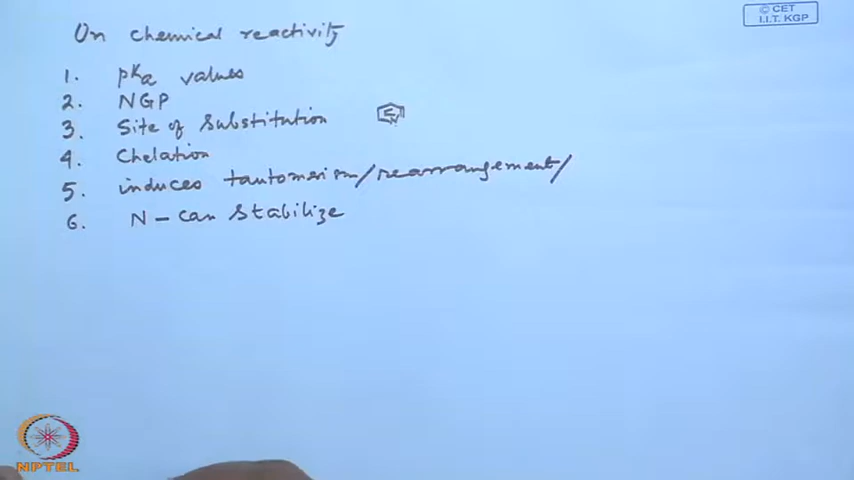 © CET
I.I.T. KGP
On chemical reactivity
1. pKa values
2. NGP
3. Site of substitution
4. Chelation
5. induces tautomerism/rearrangement/
6. N-can stabilize
NPTEL